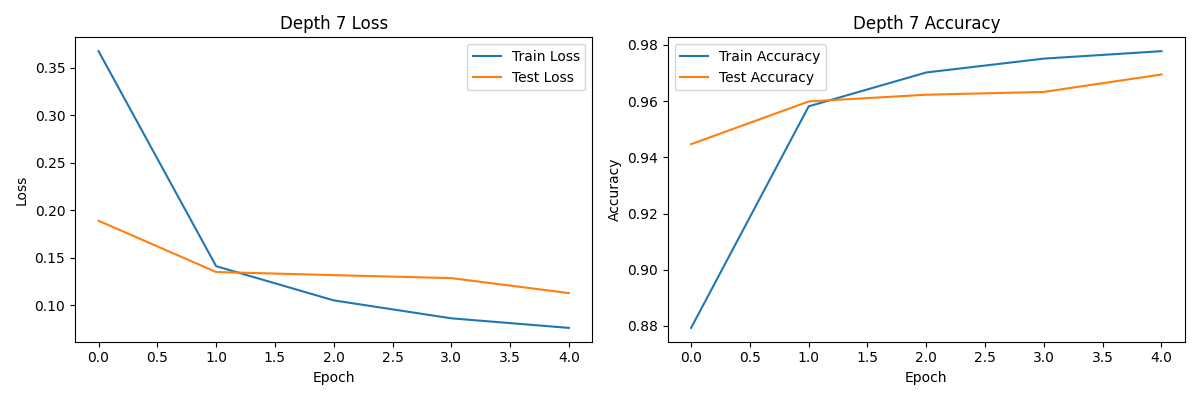 Depth 7 Loss
Train Loss
Test Loss
0.35
0.30
0.25
0.20
0.15
0.10
Loss
0.0 0.5 1.0 1.5 2.0 2.5 3.0 3.5 4.0
Epoch
Depth 7 Accuracy
Train Accuracy
Test Accuracy
0.98
0.96
0.94
0.92
0.90
0.88
Accuracy
0.0 0.5 1.0 1.5 2.0 2.5 3.0 3.5 4.0
Epoch